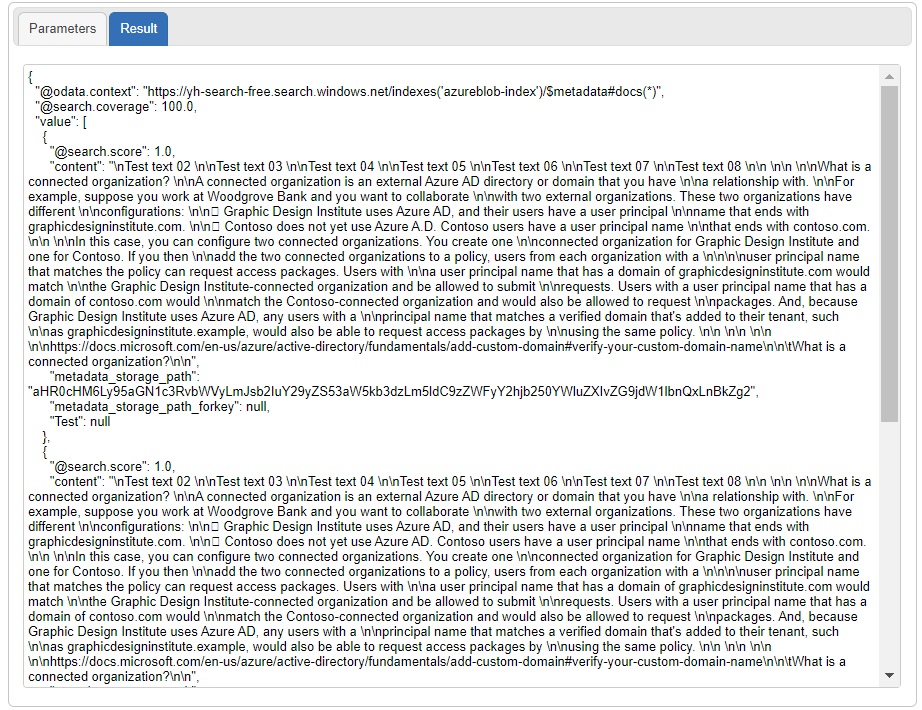 Parameters
Result
{
"@odata.context": "https://yh-search-free.search.windows.net/indexes('azureblob-index')/$metadata#docs(*)",
"@search.coverage": 100.0,
"value": [
{
"@search.score": 1.0,
"content": "\nTest text 02 \n\nTest text 03 \n\nTest text 04 \n\nTest text 05 \n\nTest text 06 \n\nTest text 07 \n\nTest text 08 \n\n \n\n \n\nWhat is a
connected organization? \n\nA connected organization is an external Azure AD directory or domain that you have \n\na relationship with. \n\nFor
example, suppose you work at Woodgrove Bank and you want to collaborate \n\nwith two external organizations. These two organizations have
different \n\nconfigurations: \n\n Graphic Design Institute uses Azure AD, and their users have a user principal \n\nname that ends with
graphicdesigninstitute.com. \n\n Contoso does not yet use Azure A.D. Contoso users have a user principal name \n\nthat ends with contoso.com.
\n\n \n\nIn this case, you can configure two connected organizations. You create one \n\nconnected organization for Graphic Design Institute and
one for Contoso. If you then \n\nadd the two connected organizations to a policy, users from each organization with a \n\n\n\nuser principal name
that matches the policy can request access packages. Users with \n\na user principal name that has a domain of graphicdesigninstitute.com would
match \n\nthe Graphic Design Institute-connected organization and be allowed to submit \n\nrequests. Users with a user principal name that has a
domain of contoso.com would \n\nmatch the Contoso-connected organization and would also be allowed to request \n\npackages. And, because
Graphic Design Institute uses Azure AD, any users with a \n\nprincipal name that matches a verified domain that's added to their tenant, such
\n\nas graphicdesigninstitute.example, would also be able to request access packages by \n\nusing the same policy. \n\n \n\n \n\n
\n\nhttps://docs.microsoft.com/en-us/azure/active-directory/fundamentals/add-custom-domain#verify-your-custom-domain-name\n\n\tWhat is a
connected organization?\n\n",
"metadata_storage_path":
"metadata_storage_path_forkey": null,
"Test": null
},
{
"@search.score": 1.0,
"content": "\nTest text 02 \n\nTest text 03 \n\nTest text 04 \n\nTest text 05 \n\nTest text 06 \n\nTest text 07 \n\nTest text 08 \n\n \n\n \n\nWhat is a
connected organization? \n\nA connected organization is an external Azure AD directory or domain that you have \n\na relationship with. \n\nFor
example, suppose you work at Woodgrove Bank and you want to collaborate \n\nwith two external organizations. These two organizations have
different \n\nconfigurations: \n\n Graphic Design Institute uses Azure AD, and their users have a user principal \n\nname that ends with
graphicdesigninstitute.com. \n\n Contoso does not yet use Azure AD. Contoso users have a user principal name \n\nthat ends with contoso.com.
\n\n \n\nIn this case, you can configure two connected organizations. You create one \n\nconnected organization for Graphic Design Institute and
one for Contoso. If you then \n\nadd the two connected organizations to a policy, users from each organization with a \n\n\n\nuser principal name
that matches the policy can request access packages. Users with \n\na user principal name that has a domain of graphicdesigninstitute.com would
match \n\nthe Graphic Design Institute-connected organization and be allowed to submit \n\nrequests. Users with a user principal name that has a
domain of contoso.com would \n\nmatch the Contoso-connected organization and would also be allowed to request \n\npackages. And, because
Graphic Design Institute uses Azure AD, any users with a \n\nprincipal name that matches a verified domain that's added to their tenant, such
\n\nas graphicdesigninstitute.example, would also be able to request access packages by \n\nusing the same policy. \n\n \n\n \n\n
\n\nhttps://docs.microsoft.com/en-us/azure/active-directory/fundamentals/add-custom-domain#verify-your-custom-domain-name\n\n\tWhat is a
connected organization?\n\n",